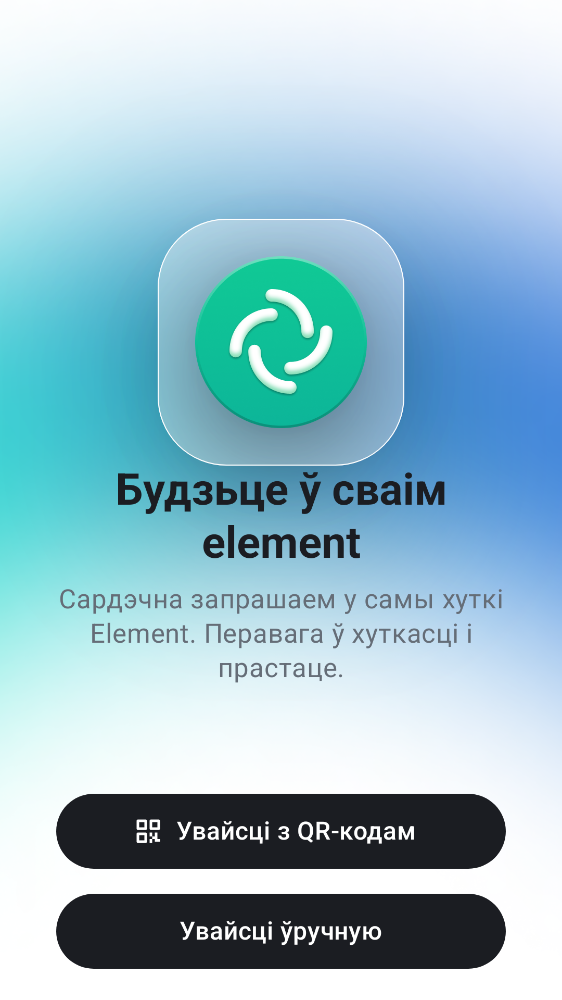 Будзьце ў сваім
element
Сардэчна запрашаем у самы хуткі
Element. Перавага ў хуткасці і
прастаце.
Увайсці з QR-кодам
Увайсці ўручную